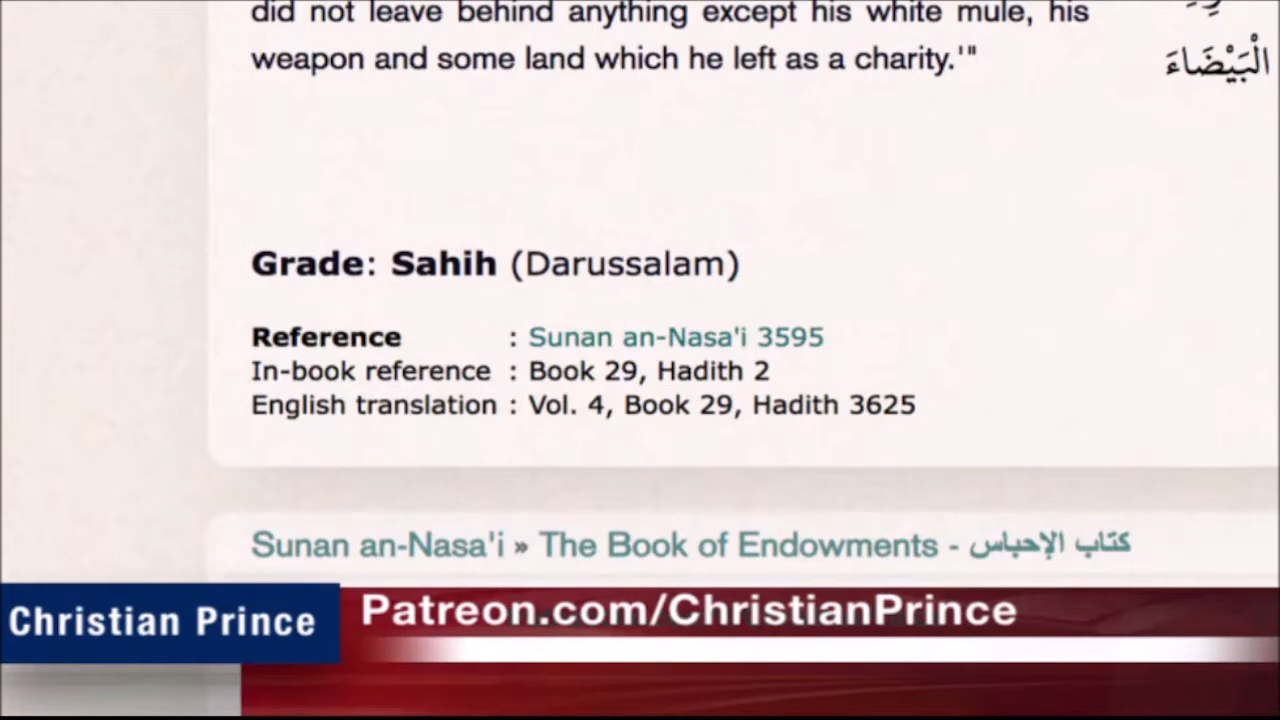 did not leave behind anything except his white mule, his
weapon and some land which he left as a charity.'"
الْبَيْضَاءَ
Grade: Sahih (Darussalam)
Reference : Sunan an-Nasa'i 3595
In-book reference : Book 29, Hadith 2
English translation : Vol. 4, Book 29, Hadith 3625
Sunan an-Nasa'i » The Book of Endowments - كتاب الإحباس
Christian Prince
Patreon.com/ChristianPrince